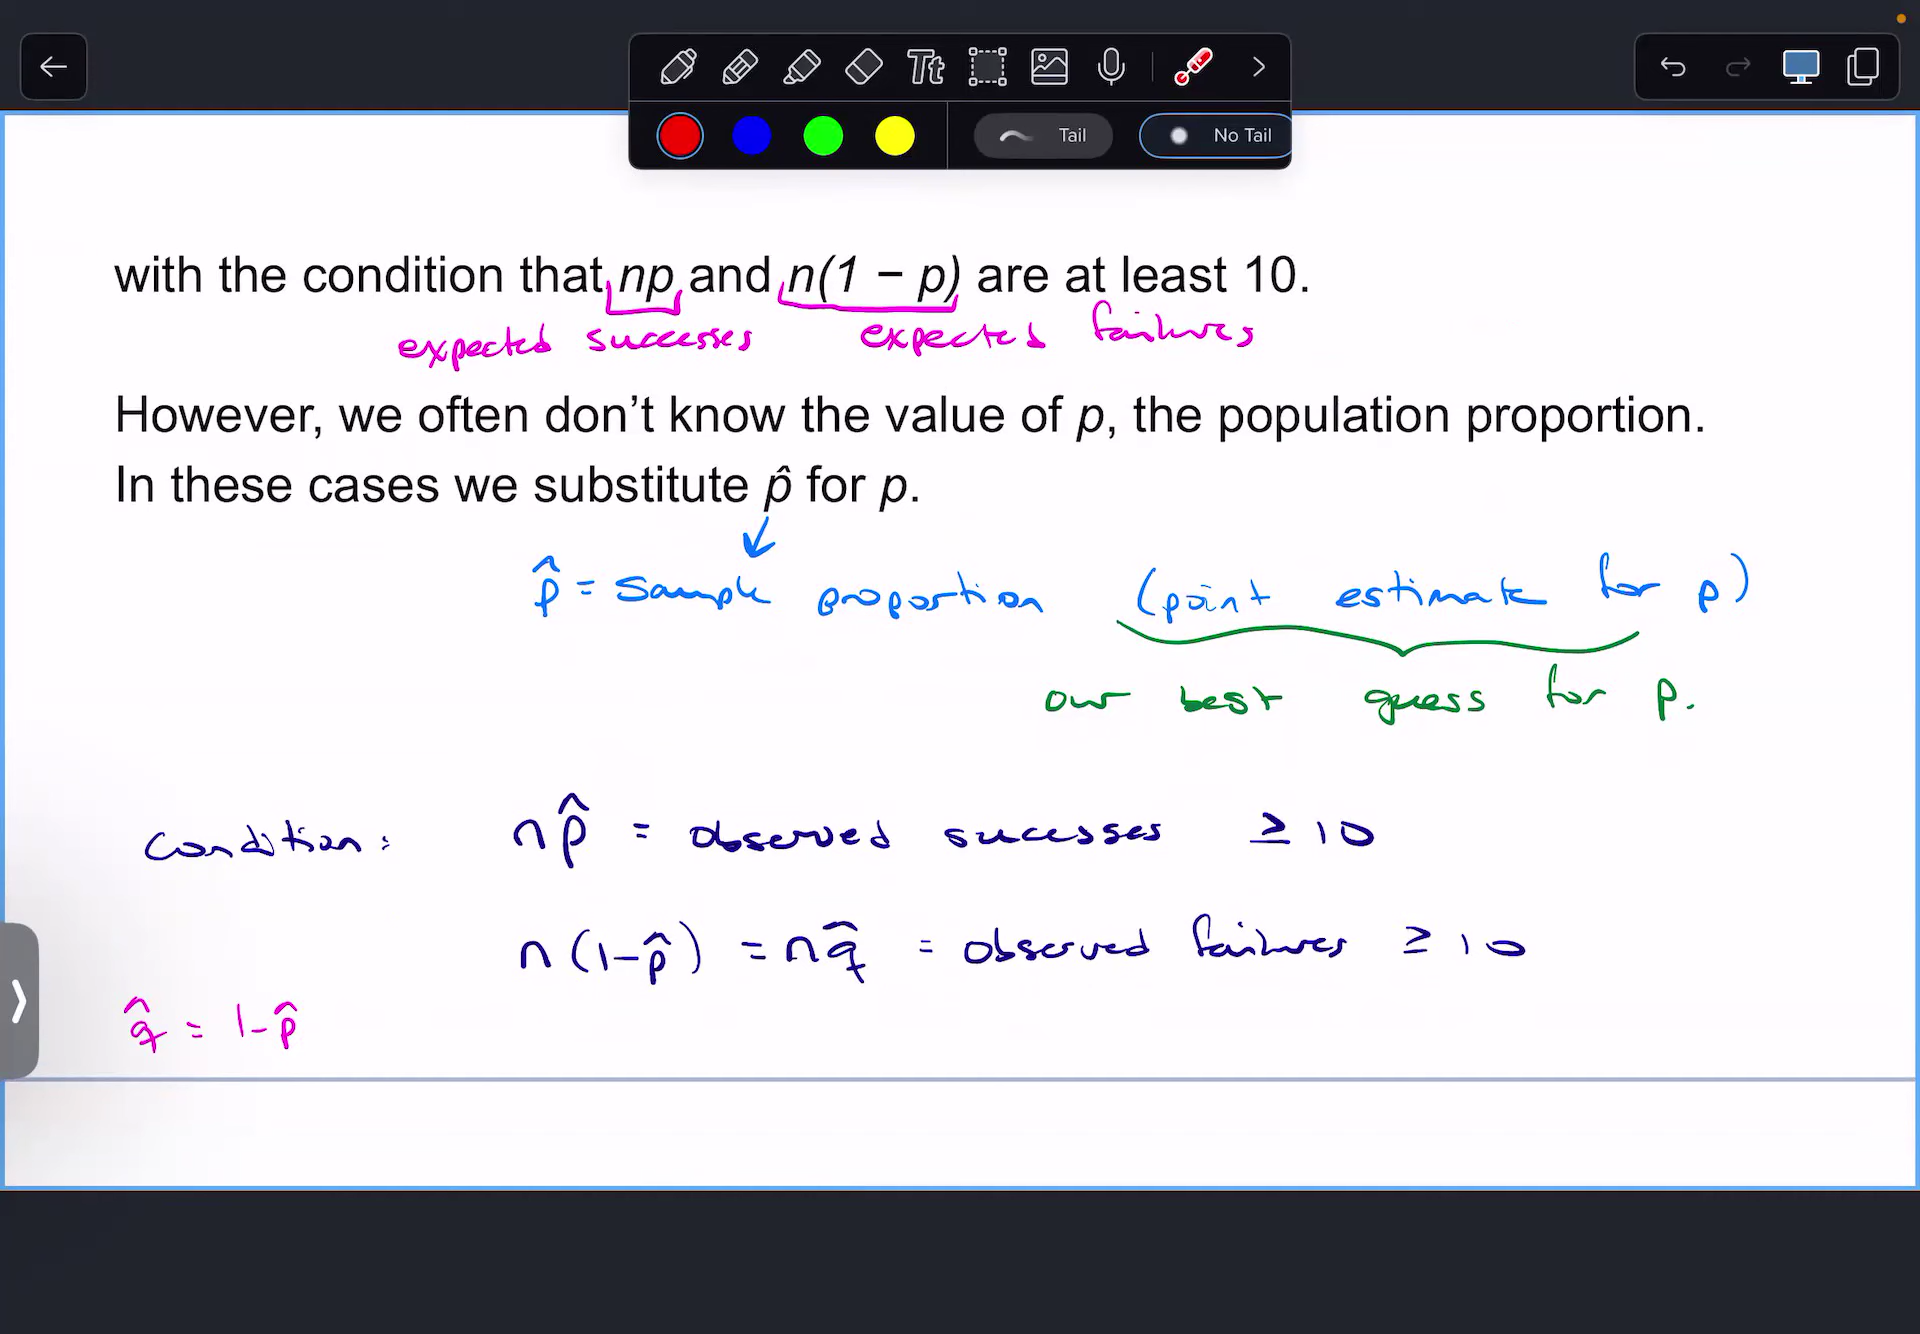 Tt
Tail No Tail
with the condition that np and n(1 − p) are at least 10.
expected successes expected failures
However, we often don’t know the value of p, the population proportion.
In these cases we substitute p̂ for p.
p̂ = sample proportion (point estimate for p)
our best guess for p.
Condition: np̂ = observed successes ≥ 10
n(1-p̂) = nq̂ = observed failures ≥ 10
q̂ = 1-p̂